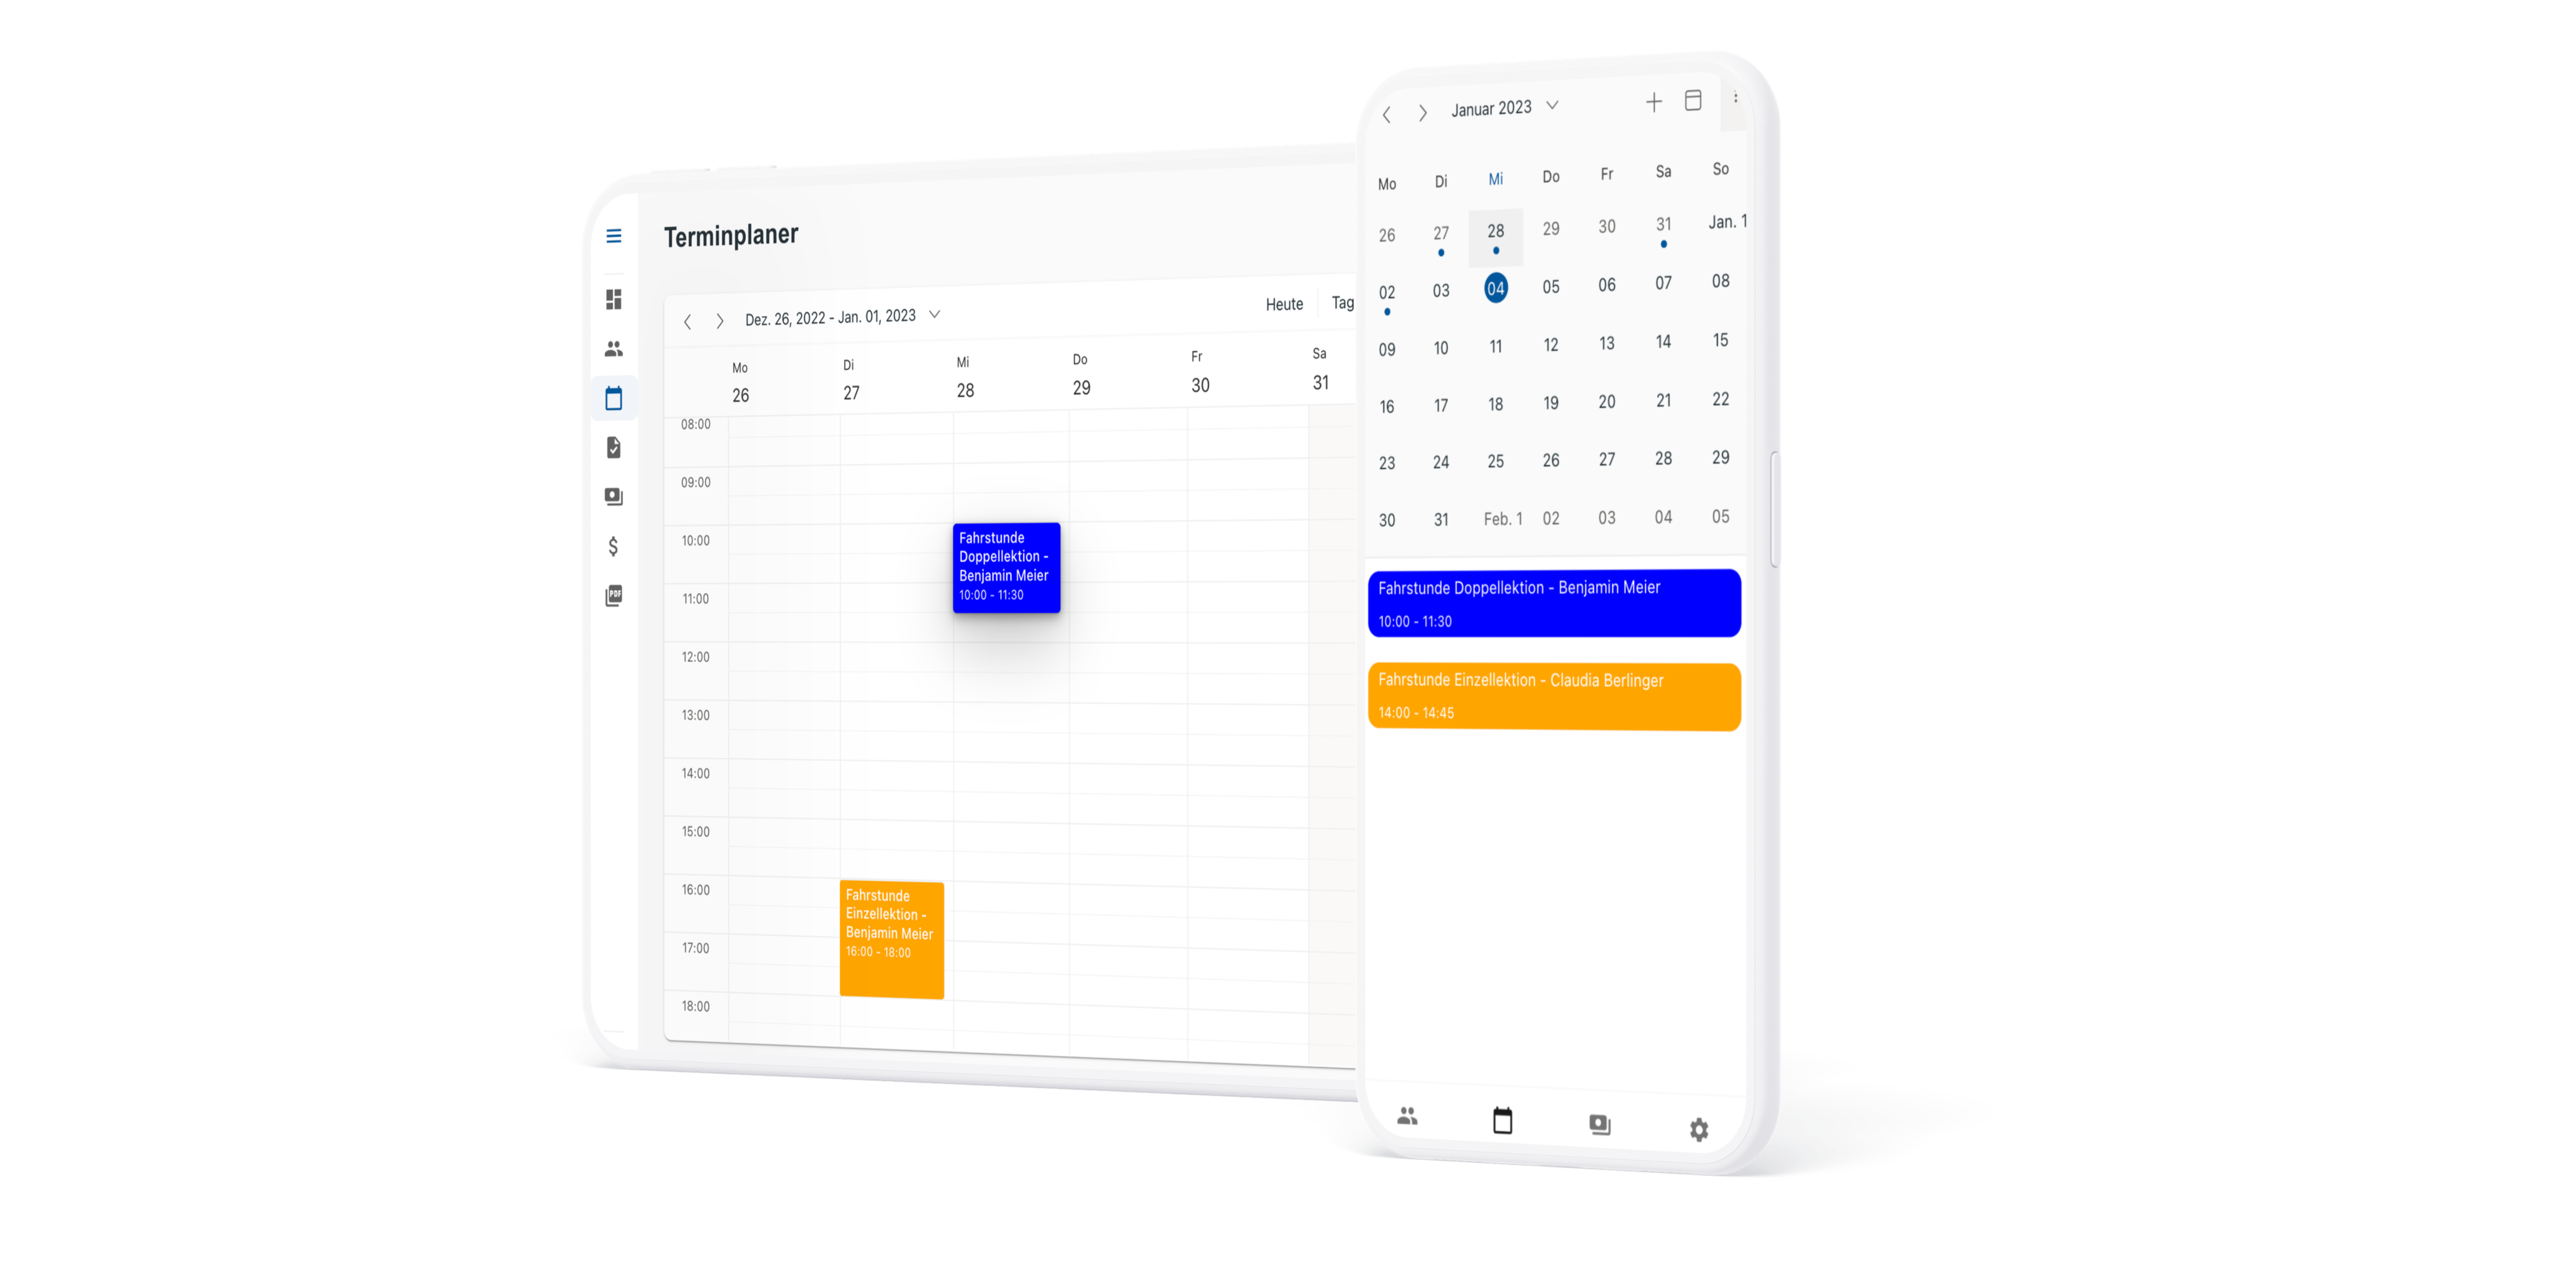 Terminplaner
Dez. 26, 2022 - Jan. 01, 2023
Heute Tag
Mo Di Mi Do Fr Sa
26 27 28 29 30 31
08:00
09:00
10:00
11:00
12:00
13:00
14:00
15:00
16:00
17:00
18:00
Fahrstunde
Doppellektion -
Benjamin Meier
10:00 - 11:30
Fahrstunde
Einzellektion -
Benjamin Meier
16:00 - 18:00
PDF
Januar 2023
Mo Di Mi Do Fr Sa So
26 27 28 29 30 31 Jan. 1
02 03 04 05 06 07 08
09 10 11 12 13 14 15
16 17 18 19 20 21 22
23 24 25 26 27 28 29
30 31 Feb. 1 02 03 04 05
Fahrstunde Doppellektion - Benjamin Meier
10:00 - 11:30
Fahrstunde Einzellektion - Claudia Berlinger
14:00 - 14:45